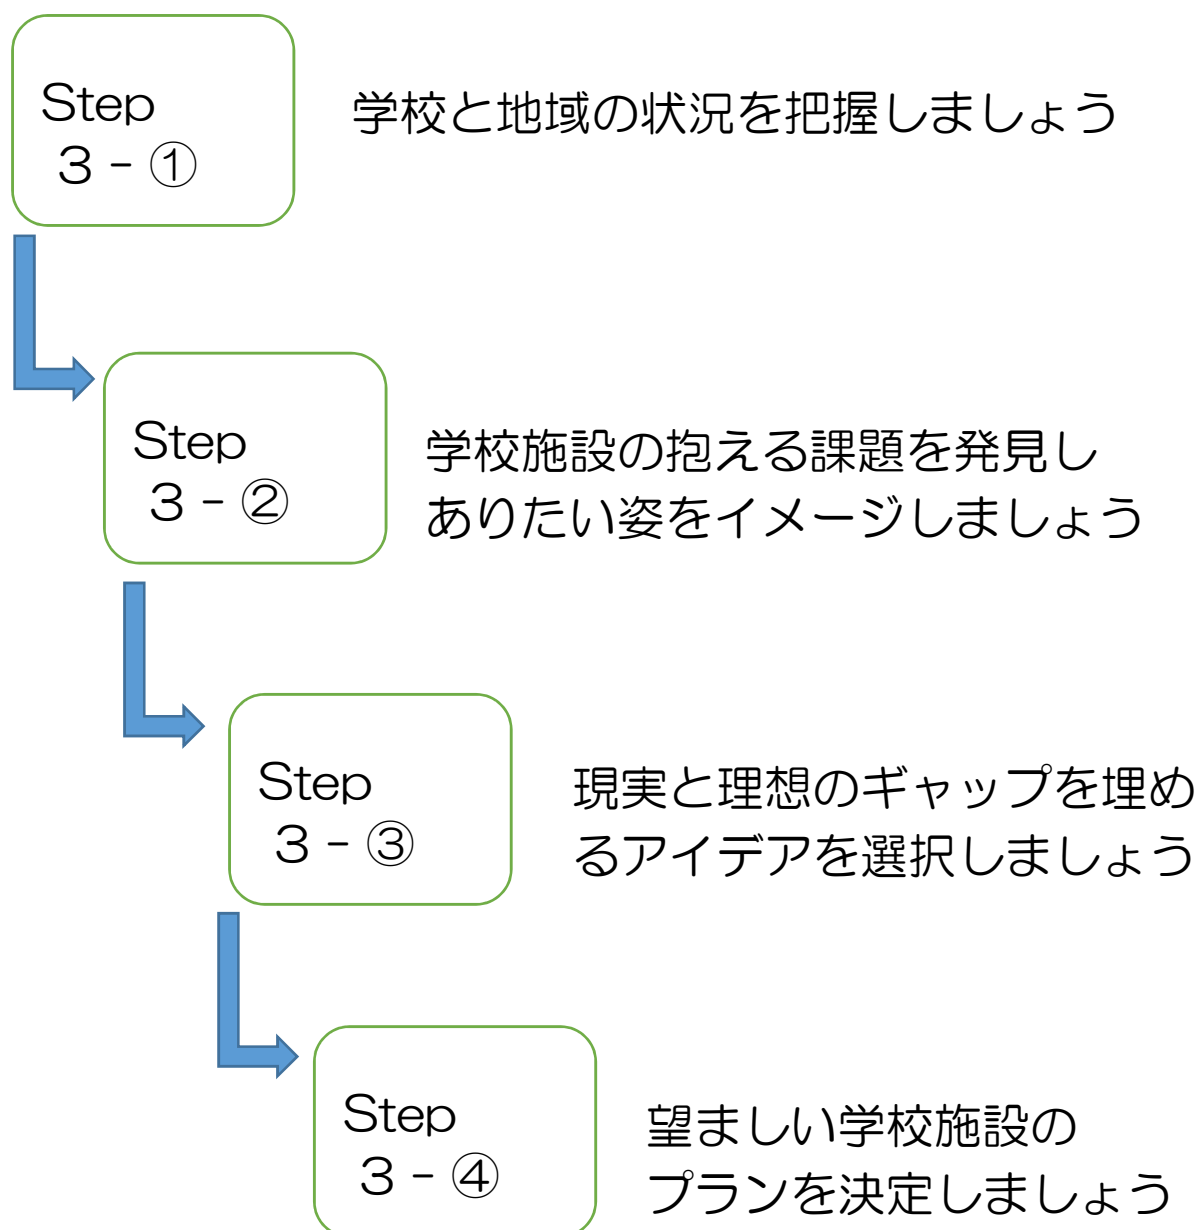 Step
3 - ①
学校と地域の状況を把握しましょう
Step
3 - ②
学校施設の抱える課題を発見し
ありたい姿をイメージしましょう
Step
3 - ③
現実と理想のギャップを埋め
るアイデアを選択しましょう
Step
3 - ④
望ましい学校施設の
プランを決定しましょう